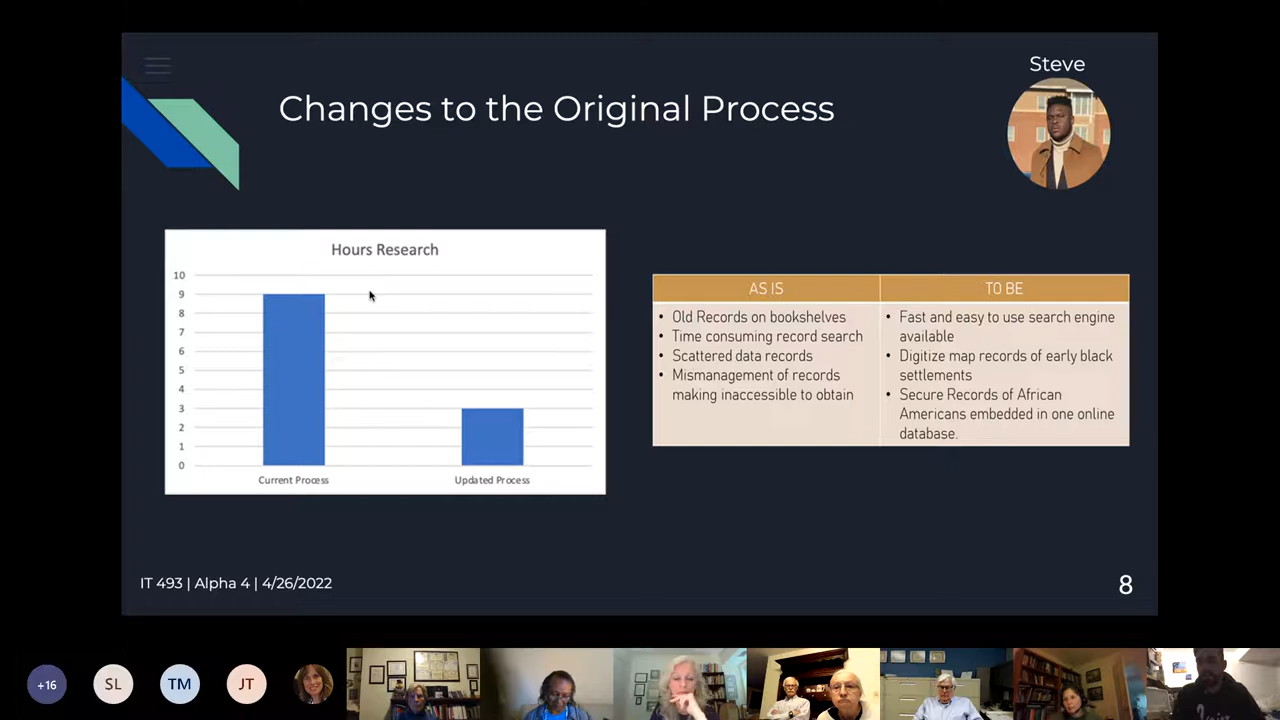 Steve
Changes to the Original Process
Hours Research
10
9
8
7
6
5
4
3
2
1
0
Current Process
Updated Process
AS IS
TO BE
• Old Records on bookshelves
• Time consuming record search
• Scattered data records
• Mismanagement of records
making inaccessible to obtain
• Fast and easy to use search engine
available
• Digitize map records of early black
settlements
• Secure Records of African
Americans embedded in one online
database.
IT 493 | Alpha 4 | 4/26/2022
8
+16
SL
TM
JT